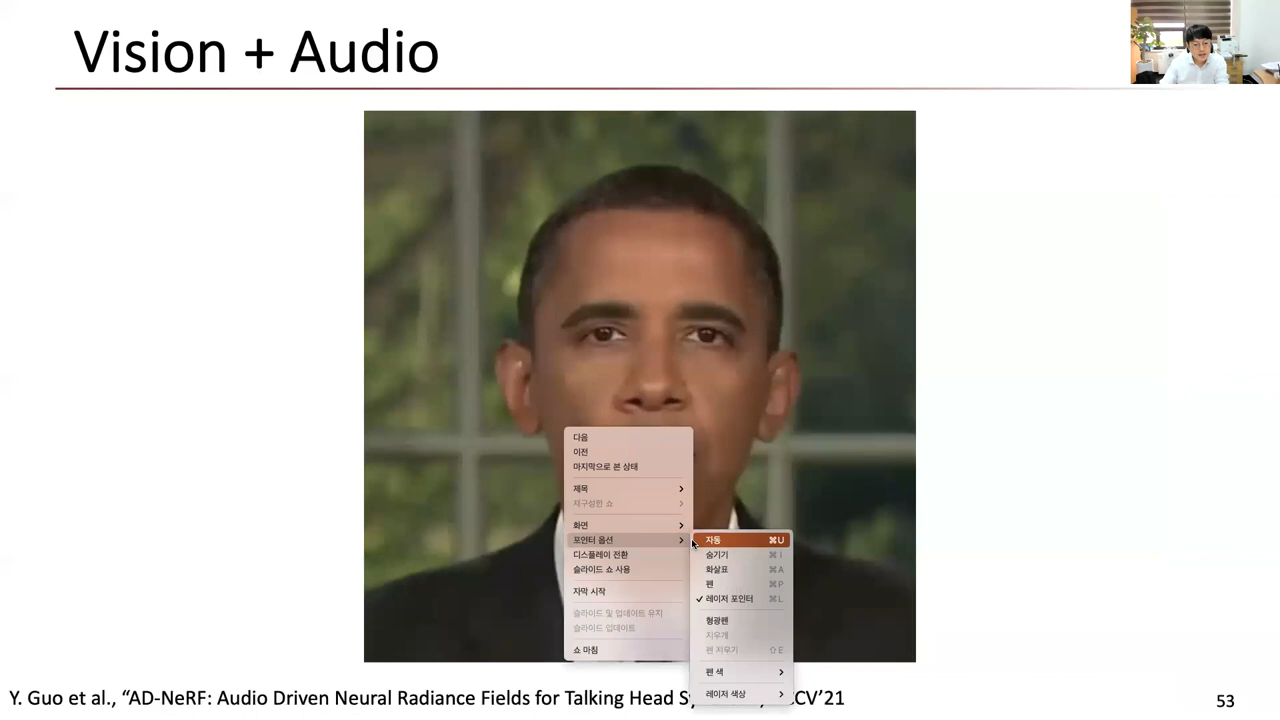 Vision + Audio
다음
이전
마지막으로 본 상태
제목
재구성한 쇼
화면
포인터 옵션
디스플레이 전환
슬라이드 쇼 사용
자막 시작
슬라이드 및 업데이트 유지
슬라이드 업데이트
쇼 마침
자동 ⌘U
숨기기 ⌘I
화살표 ⌘A
펜 ⌘P
✓ 레이저 포인터 ⌘L
형광펜
지우개
펜 지우기 ⇧E
펜 색
레이저 색상
Y. Guo et al., “AD-NeRF: Audio Driven Neural Radiance Fields for Talking Head CV’21
53